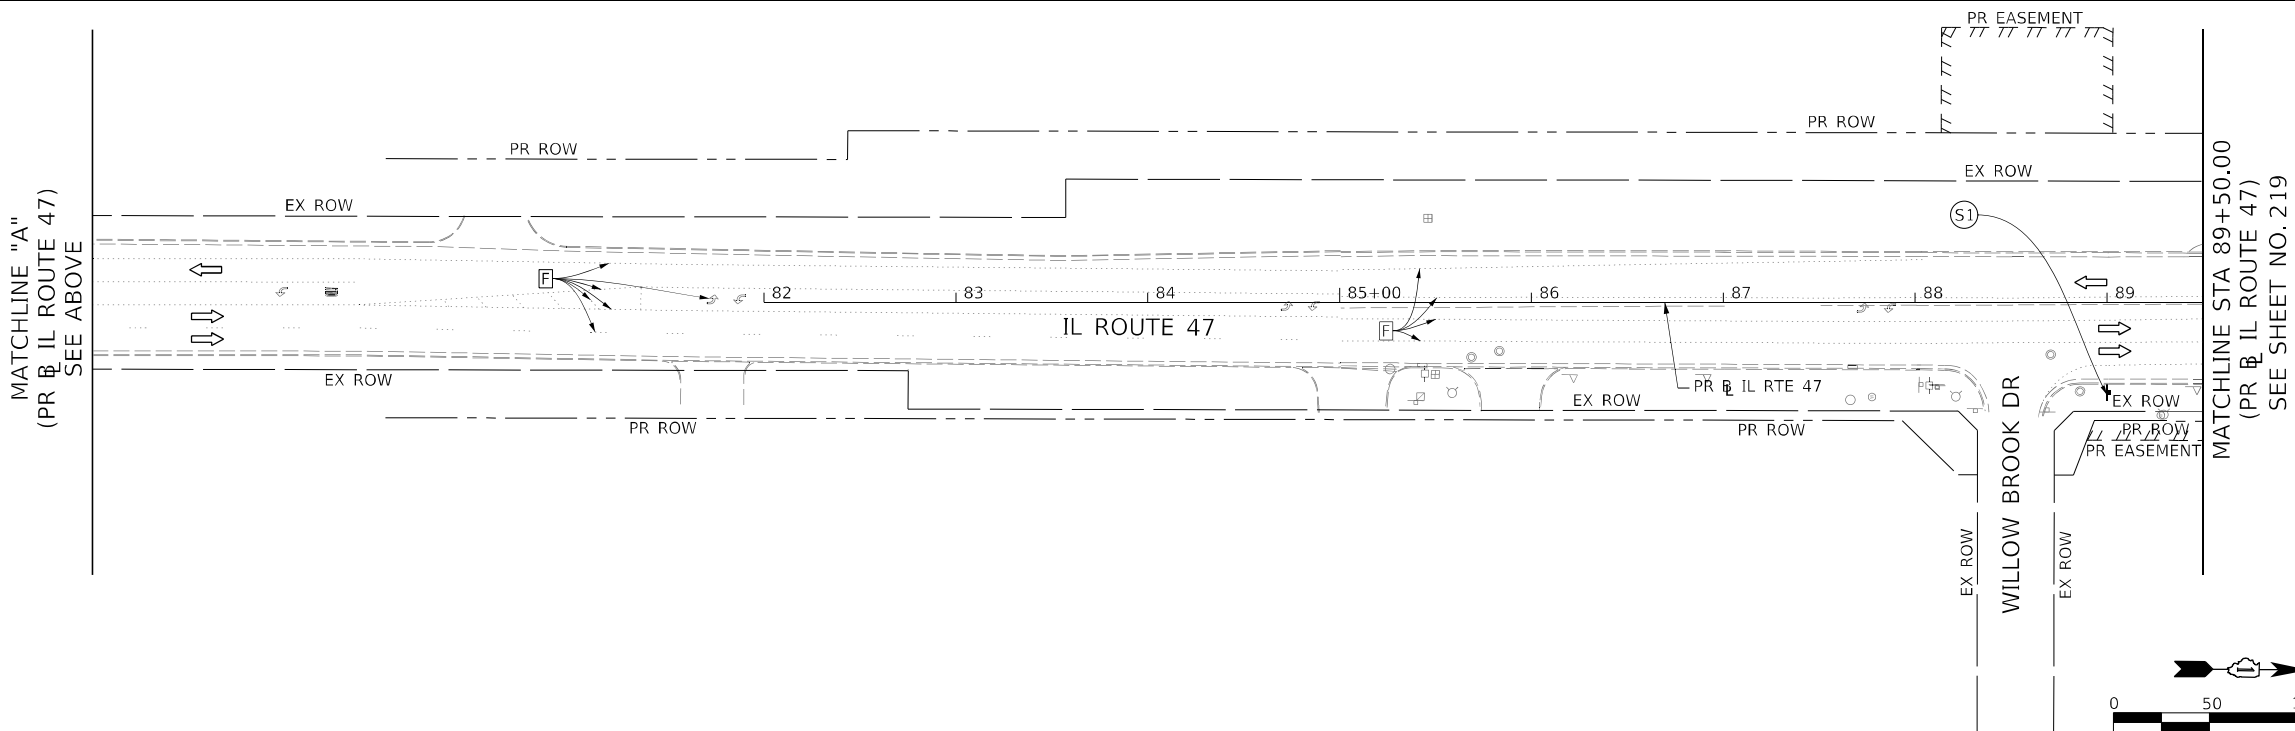 PR EASEMENT
PR ROW
PR ROW
EX ROW
EX ROW
S1
F
82
83
84
85+00
86
87
88
89
IL ROUTE 47
F
PR BL IL RTE 47
EX ROW
EX ROW
EX ROW
PR ROW
PR ROW
PR ROW
PR EASEMENT
MATCHLINE "A"
(PR BL IL ROUTE 47)
SEE ABOVE
MATCHLINE STA 89+50.00
(PR BL IL ROUTE 47)
SEE SHEET NO. 219
EX ROW
WILLOW BROOK DR
EX ROW
0
50